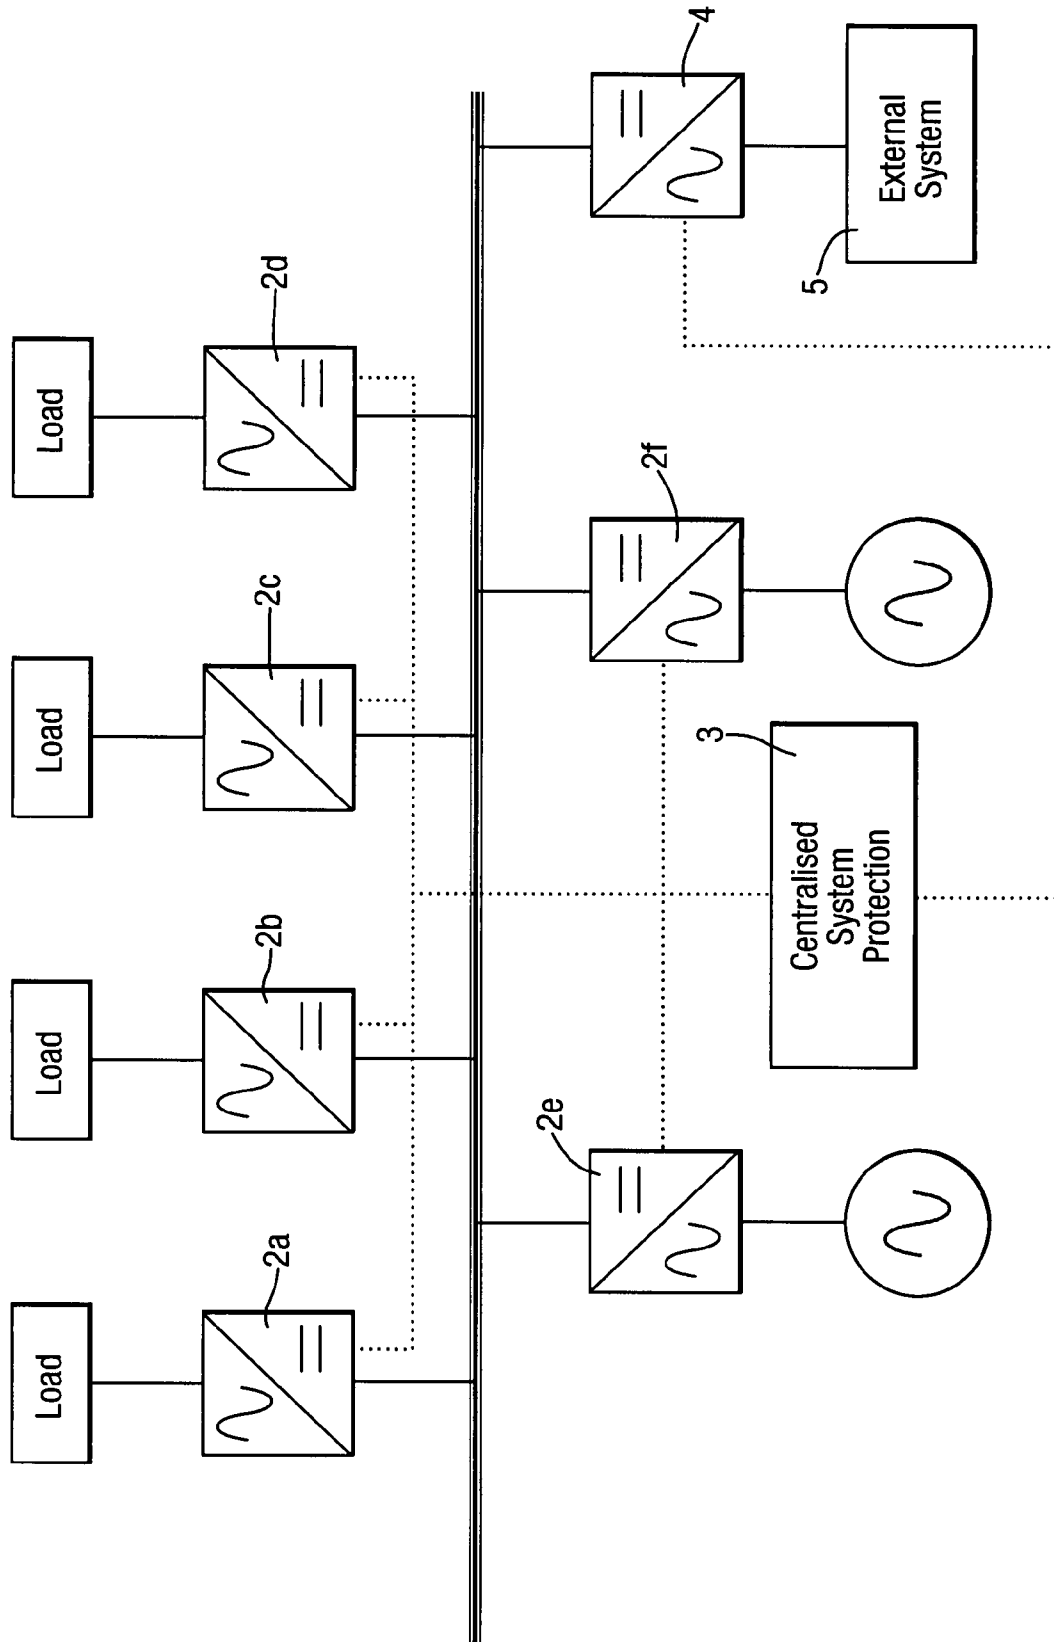 Load
Load
Load
Load
2a
2b
2c
2d
2e
2f
4
3
Centralised
System
Protection
5
External
System